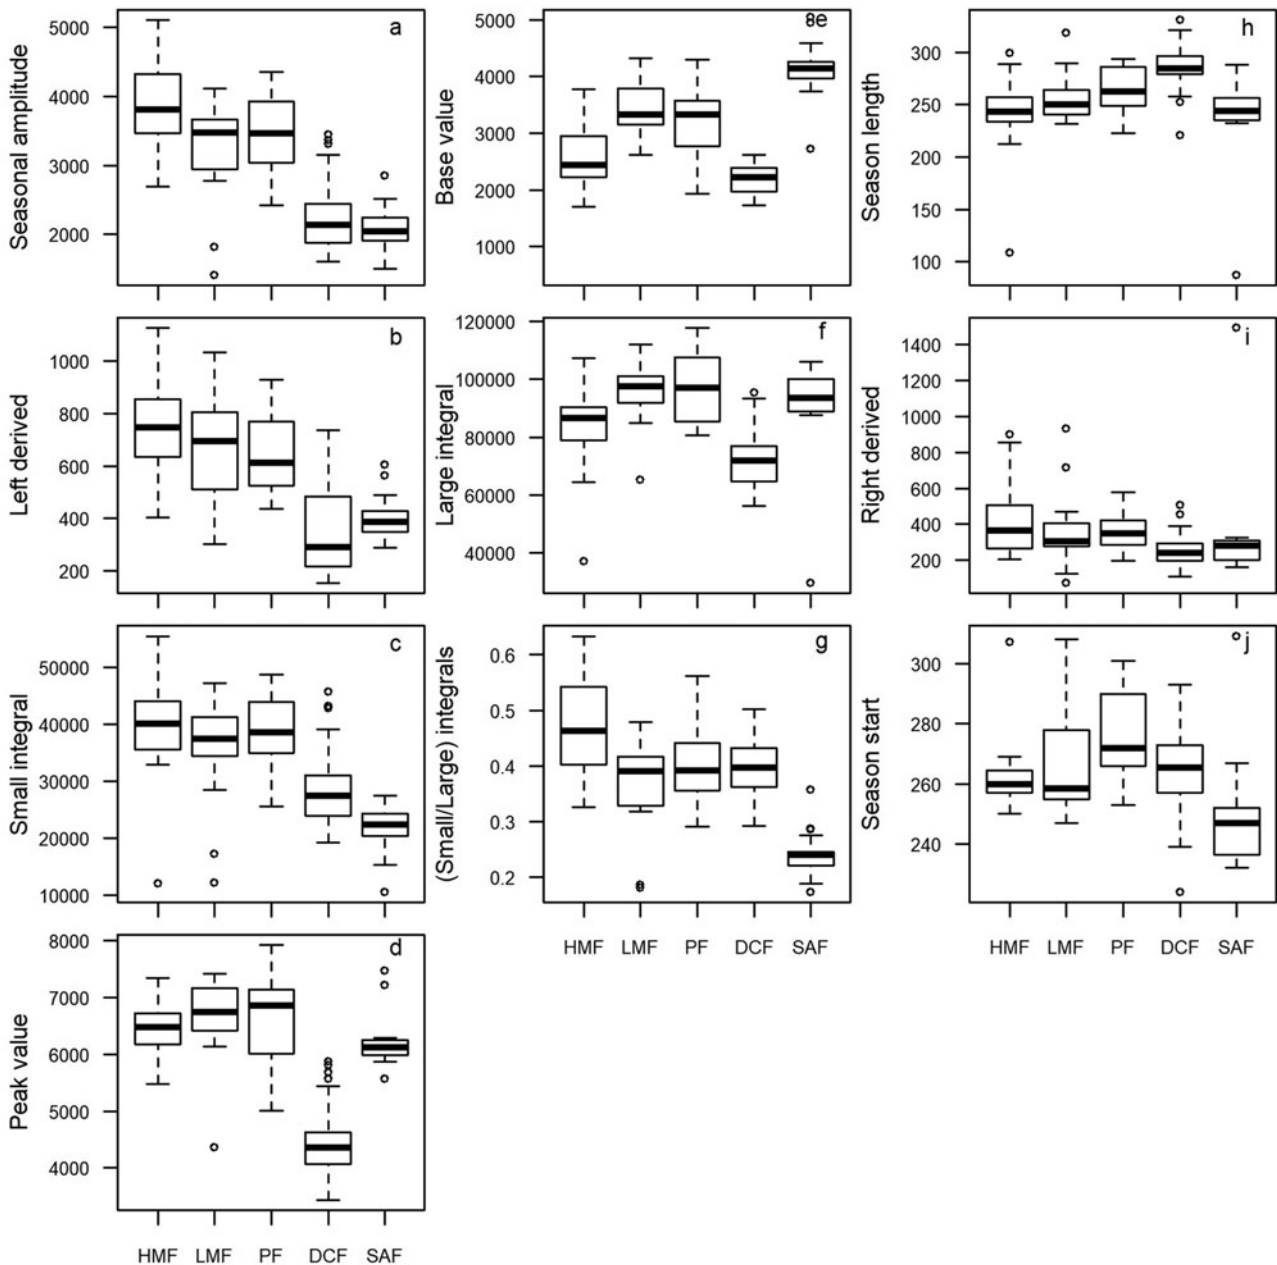 a
Seasonal amplitude
5000
4000
3000
2000
b
Left derived
1000
800
600
400
200
c
Small integral
50000
40000
30000
20000
10000
d
Peak value
8000
7000
6000
5000
4000
HMF LMF PF DCF SAF
e
Base value
5000
4000
3000
2000
1000
f
Large integral
120000
100000
80000
60000
40000
g
(Small/Large) integrals
0.6
0.5
0.4
0.3
0.2
HMF LMF PF DCF SAF
h
Season length
300
250
200
150
100
i
Right derived
1400
1200
1000
800
600
400
200
j
Season start
300
280
260
240
HMF LMF PF DCF SAF